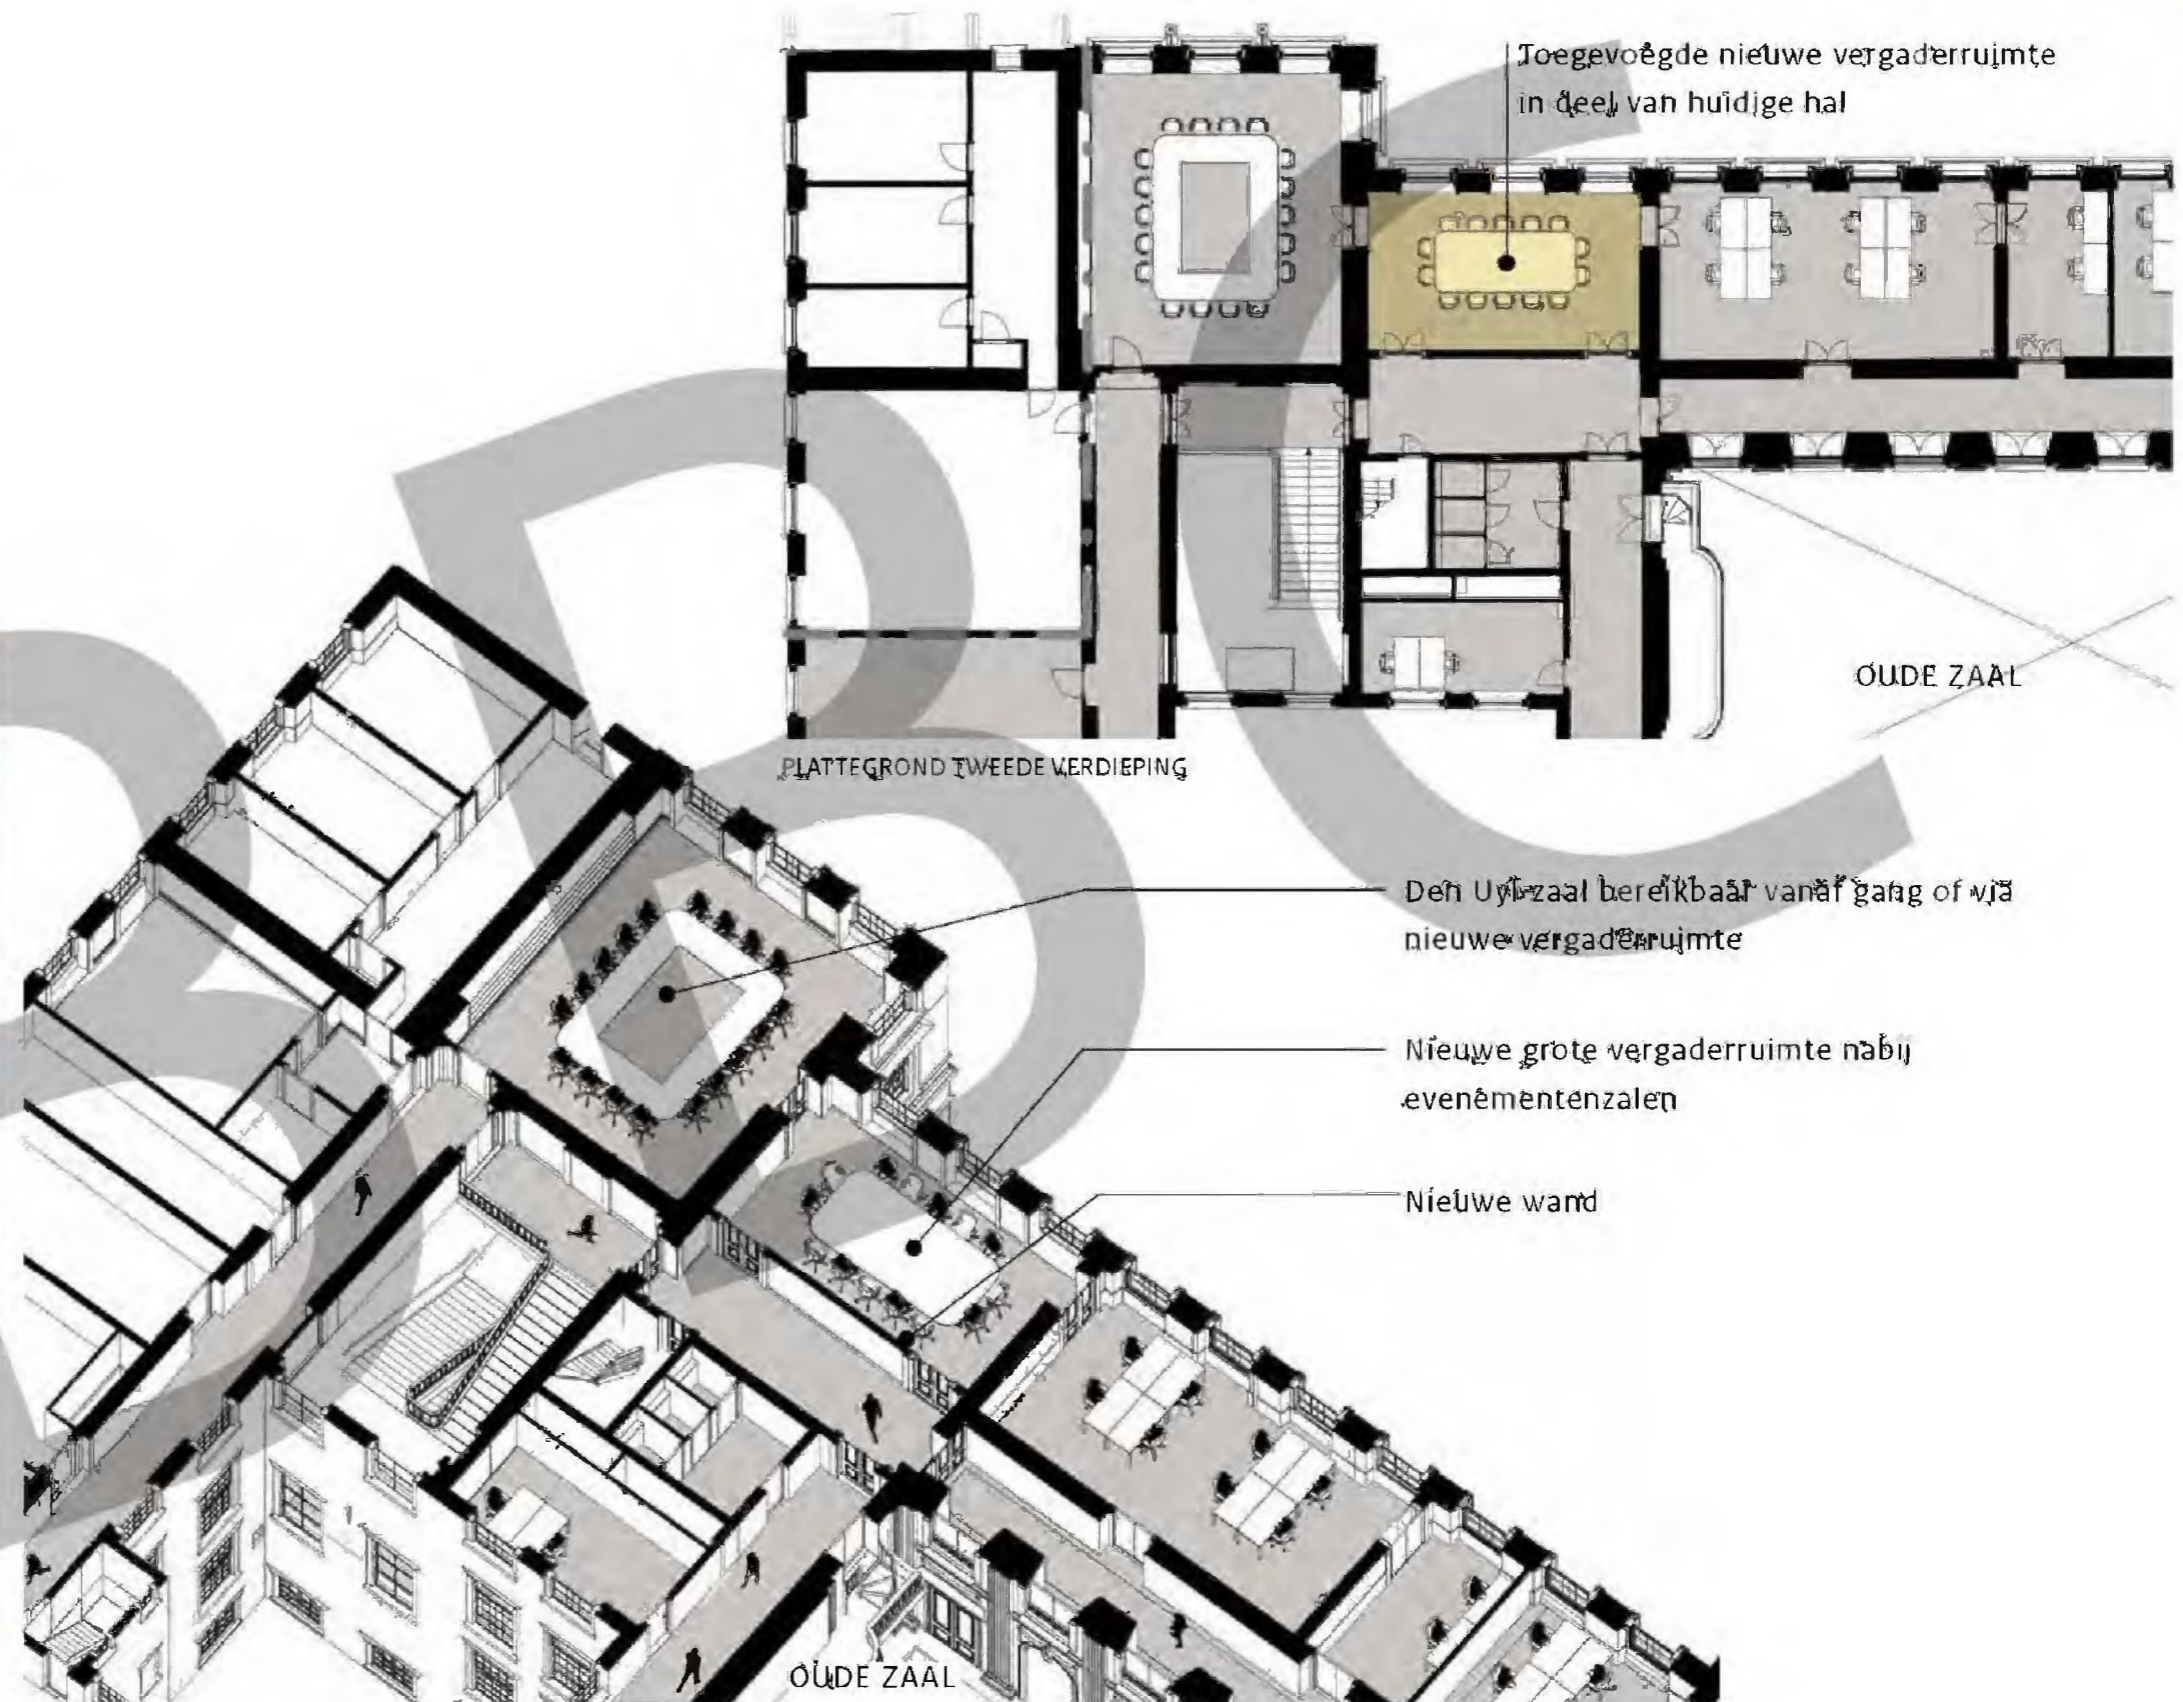 Toegevoegde nieuwe vergaderruimte
in deel van huidige hal
OUDE ZAAL
PLATTEGROND TWEEDE VERDIEPING
Den Uyl-zaal bereikbaar vanaf gang of via
nieuwe vergaderruimte
Nieuwe grote vergaderruimte nabij
evenementenzalen
Nieuwe wand
OUDE ZAAL